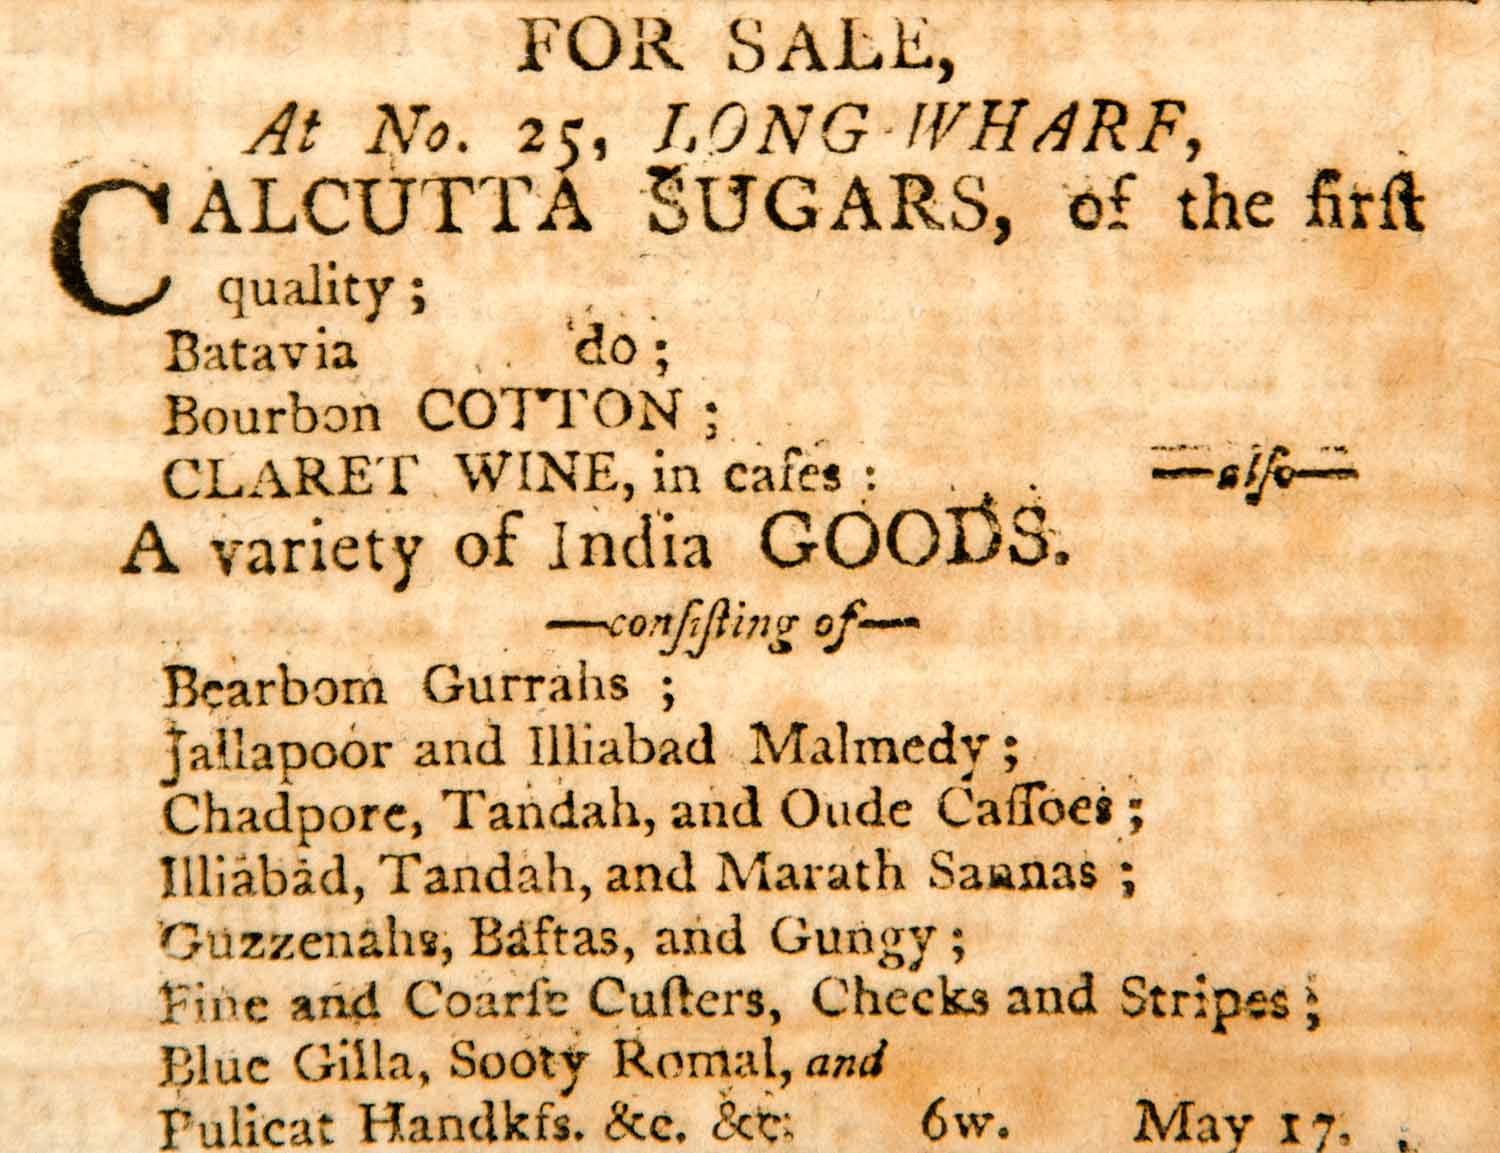 FOR SALE,
At No. 25, LONG-WHARF,
CALCUTTA SUGARS, of the firſt
quality;
Batavia do;
Bourbon COTTON;
CLARET WINE, in caſes: —alſo—
A variety of India GOODS.
—conſiſting of—
Bearbom Gurrahs;
Jallapoor and Illiabad Malmedy;
Chadpore, Tandah, and Oude Caſſoes;
Illiabad, Tandah, and Marath Sannas;
Guzzenahs, Baftas, and Gungy;
Fine and Coarſe Cuſters, Checks and Stripes;
Blue Gilla, Sooty Romal, and
Pulicat Handkfs. &c. &c. 6w. May 17.